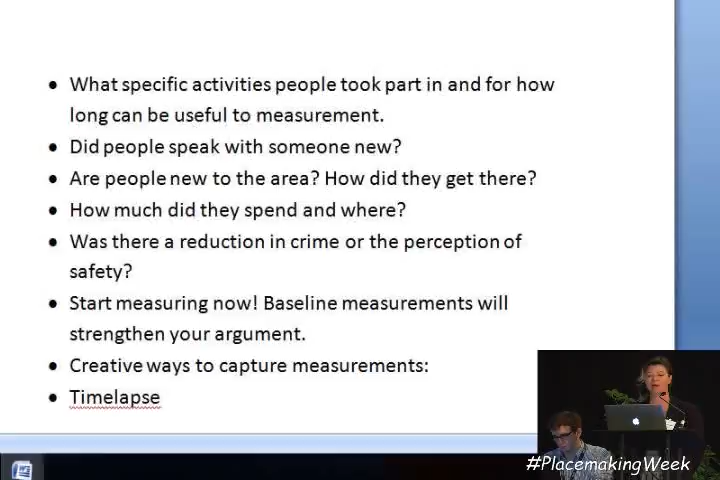 • What specific activities people took part in and for how
long can be useful to measurement.
• Did people speak with someone new?
• Are people new to the area? How did they get there?
• How much did they spend and where?
• Was there a reduction in crime or the perception of
safety?
• Start measuring now! Baseline measurements will
strengthen your argument.
• Creative ways to capture measurements:
• Timelapse
#PlacemakingWeek